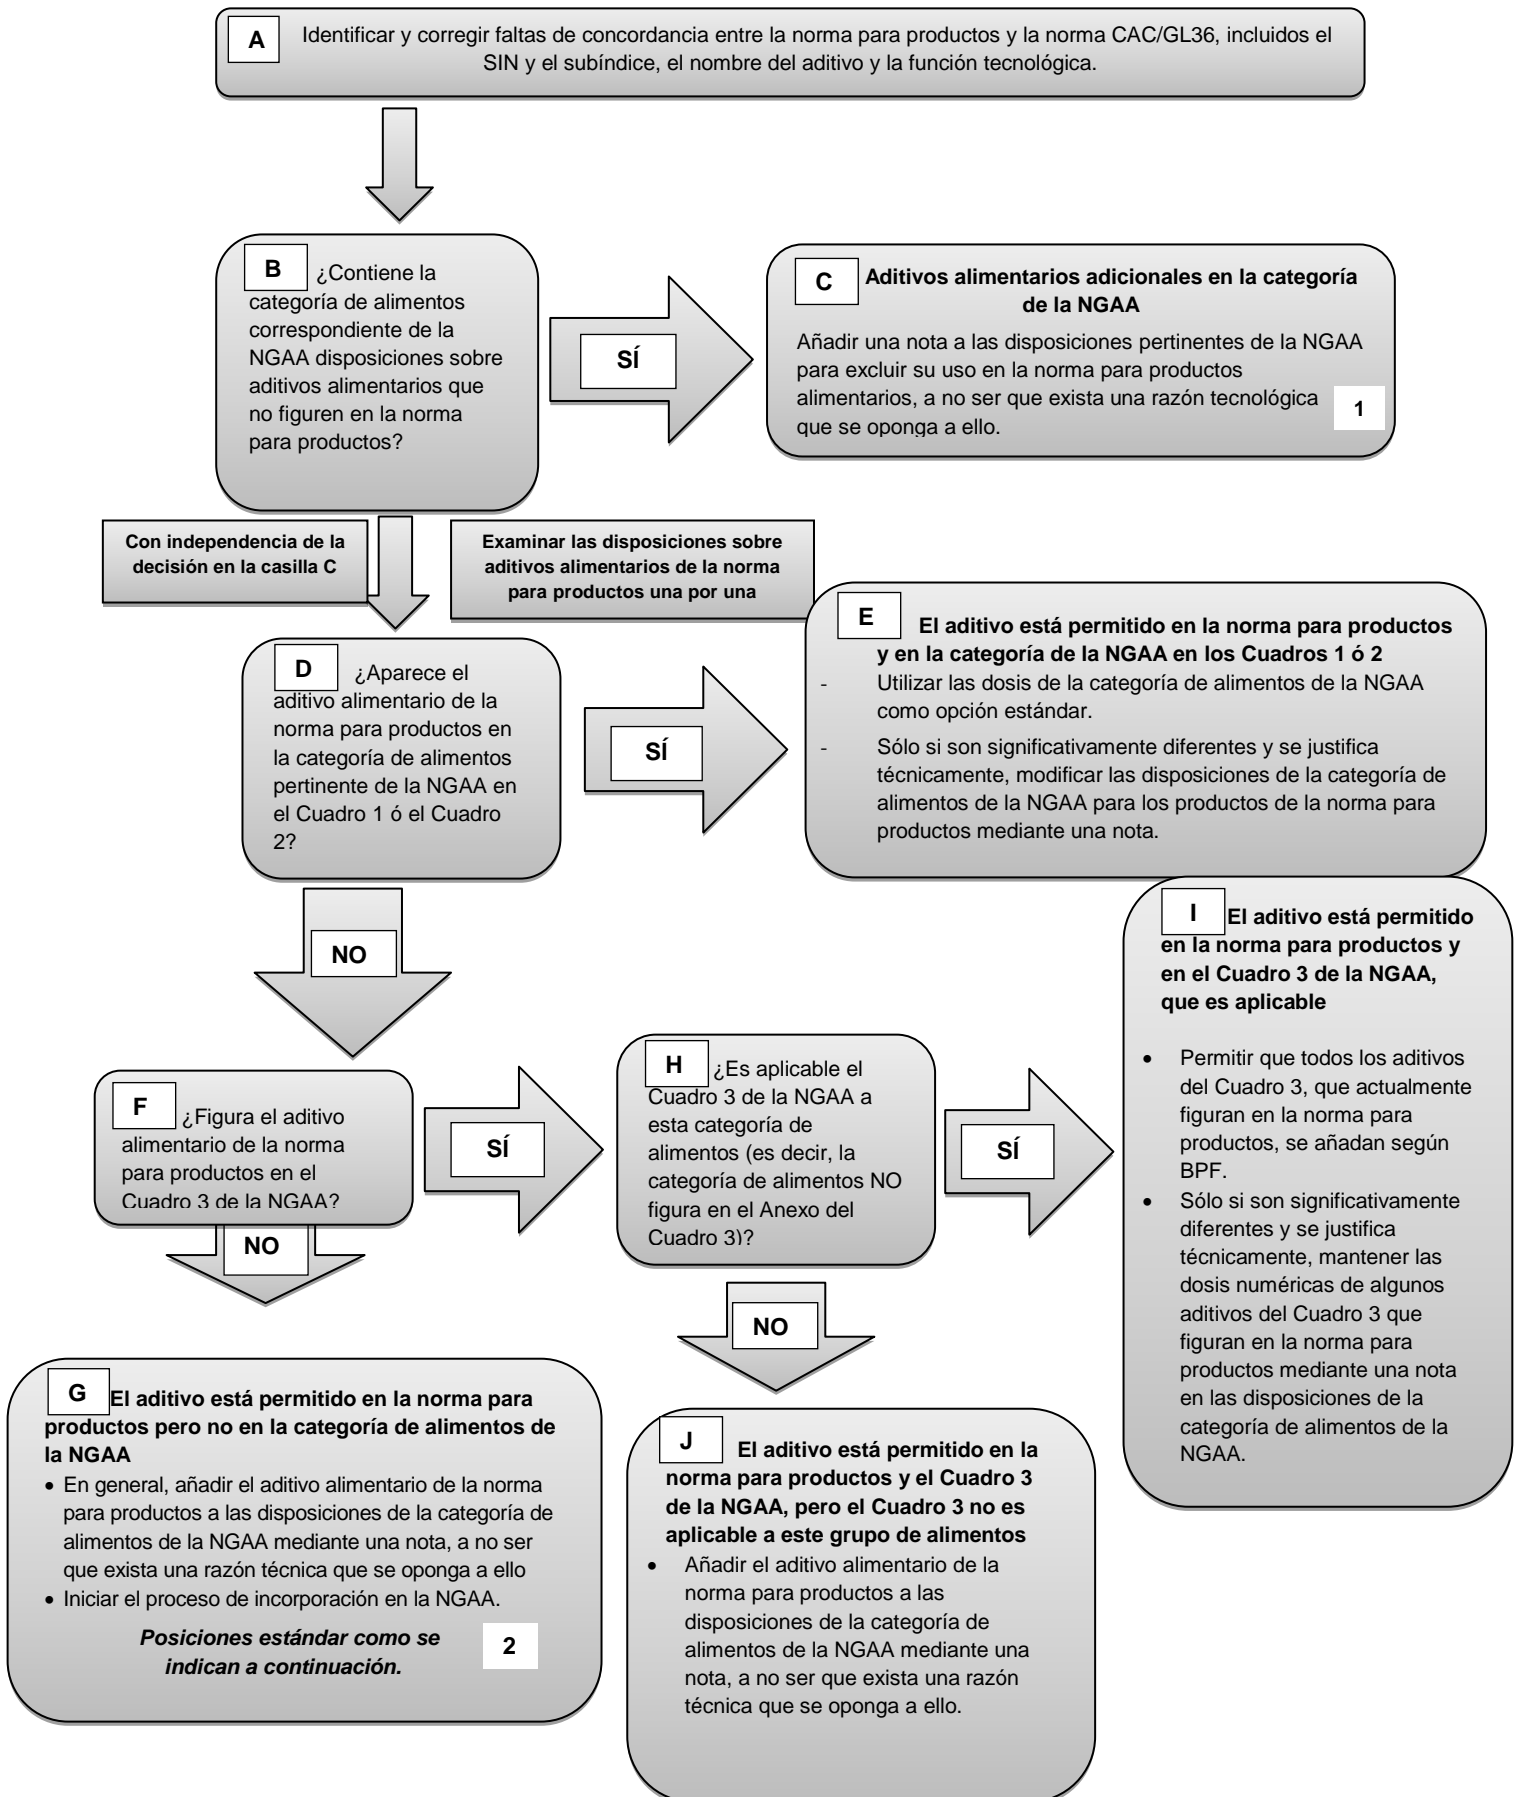 A
Identificar y corregir faltas de concordancia entre la norma para productos y la norma CAC/GL36, incluidos el
SIN y el subíndice, el nombre del aditivo y la función tecnológica.
B
¿Contiene la
categoría de alimentos
correspondiente de la
NGAA disposiciones sobre
aditivos alimentarios que
no figuren en la norma
para productos?
SÍ
C
Aditivos alimentarios adicionales en la categoría
de la NGAA
Añadir una nota a las disposiciones pertinentes de la NGAA
para excluir su uso en la norma para productos
alimentarios, a no ser que exista una razón tecnológica
que se oponga a ello.
1
Con independencia de la
decisión en la casilla C
Examinar las disposiciones sobre
aditivos alimentarios de la norma
para productos una por una
D
¿Aparece el
aditivo alimentario de la
norma para productos en
la categoría de alimentos
pertinente de la NGAA en
el Cuadro 1 ó el Cuadro
2?
SÍ
E
El aditivo está permitido en la norma para productos
y en la categoría de la NGAA en los Cuadros 1 ó 2
- Utilizar las dosis de la categoría de alimentos de la NGAA
como opción estándar.
- Sólo si son significativamente diferentes y se justifica
técnicamente, modificar las disposiciones de la categoría de
alimentos de la NGAA para los productos de la norma para
productos mediante una nota.
NO
F
¿Figura el aditivo
alimentario de la norma
para productos en el
Cuadro 3 de la NGAA?
SÍ
H
¿Es aplicable el
Cuadro 3 de la NGAA a
esta categoría de
alimentos (es decir, la
categoría de alimentos NO
figura en el Anexo del
Cuadro 3)?
SÍ
I
El aditivo está permitido
en la norma para productos y
en el Cuadro 3 de la NGAA,
que es aplicable
• Permitir que todos los aditivos
del Cuadro 3, que actualmente
figuran en la norma para
productos, se añadan según
BPF.
• Sólo si son significativamente
diferentes y se justifica
técnicamente, mantener las
dosis numéricas de algunos
aditivos del Cuadro 3 que
figuran en la norma para
productos mediante una nota
en las disposiciones de la
categoría de alimentos de la
NGAA.
NO
NO
G
El aditivo está permitido en la norma para
productos pero no en la categoría de alimentos de
la NGAA
• En general, añadir el aditivo alimentario de la norma
para productos a las disposiciones de la categoría de
alimentos de la NGAA mediante una nota, a no ser
que exista una razón técnica que se oponga a ello
• Iniciar el proceso de incorporación en la NGAA.
Posiciones estándar como se
indican a continuación.
2
J
El aditivo está permitido en la
norma para productos y el Cuadro 3
de la NGAA, pero el Cuadro 3 no es
aplicable a este grupo de alimentos
• Añadir el aditivo alimentario de la
norma para productos a las
disposiciones de la categoría de
alimentos de la NGAA mediante una
nota, a no ser que exista una razón
técnica que se oponga a ello.